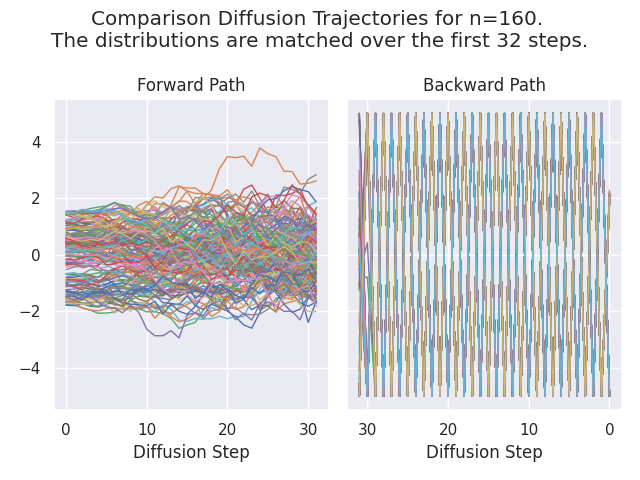 Comparison Diffusion Trajectories for n=160.
The distributions are matched over the first 32 steps.
Forward Path
Backward Path
4
2
0
−2
−4
0 10 20 30
30 20 10 0
Diffusion Step
Diffusion Step